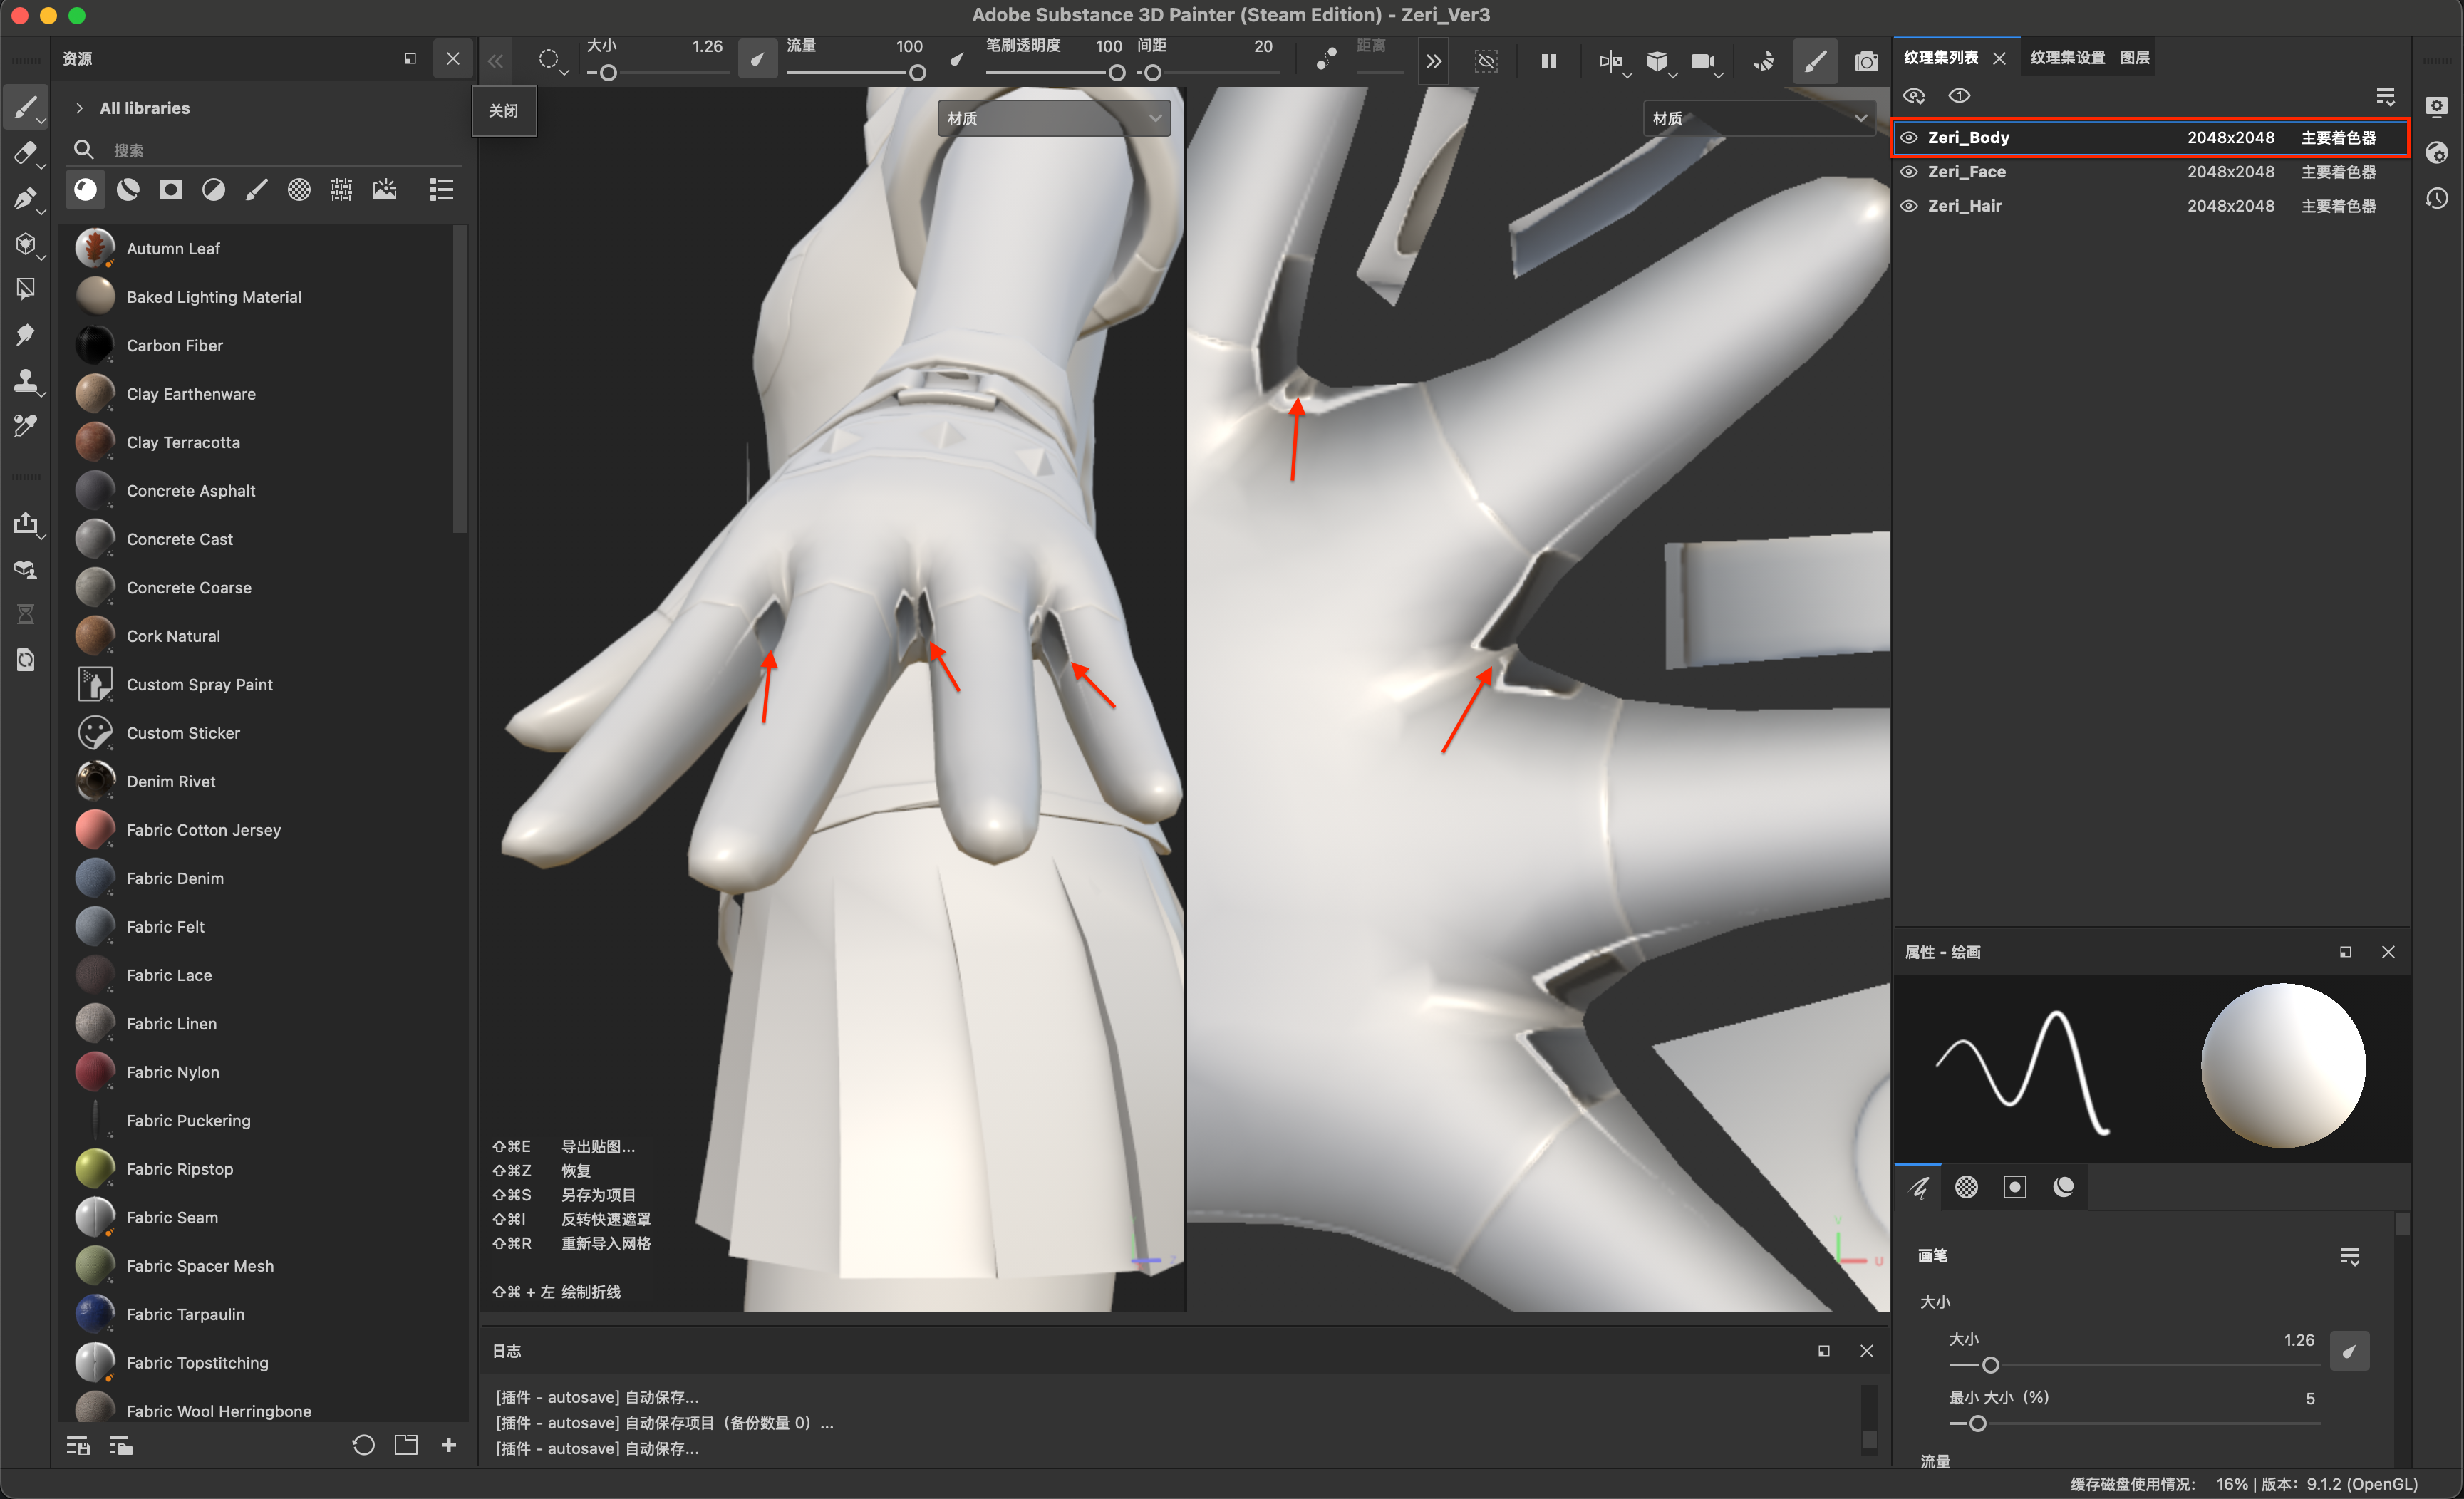 Adobe Substance 3D Painter (Steam Edition) - Zeri_Ver3
资源
大小 1.26
流量 100
笔刷透明度 100
间距 20
距离
纹理集列表
纹理集设置
图层
All libraries
关闭
搜索
材质
材质
Zeri_Body 2048x2048 主要着色器
Zeri_Face 2048x2048 主要着色器
Zeri_Hair 2048x2048 主要着色器
Autumn Leaf
Baked Lighting Material
Carbon Fiber
Clay Earthenware
Clay Terracotta
Concrete Asphalt
Concrete Cast
Concrete Coarse
Cork Natural
Custom Spray Paint
Custom Sticker
Denim Rivet
Fabric Cotton Jersey
Fabric Denim
Fabric Felt
Fabric Lace
Fabric Linen
Fabric Nylon
Fabric Puckering
Fabric Ripstop
Fabric Seam
Fabric Spacer Mesh
Fabric Tarpaulin
Fabric Topstitching
Fabric Wool Herringbone
⇧⌘E 导出贴图...
⇧⌘Z 恢复
⇧⌘S 另存为项目
⇧⌘I 反转快速遮罩
⇧⌘R 重新导入网格
⇧⌘ + 左 绘制折线
Z
V
U
日志
[插件 - autosave] 自动保存...
[插件 - autosave] 自动保存项目（备份数量 0）...
[插件 - autosave] 自动保存...
属性 - 绘画
画笔
大小
大小 1.26
最小 大小（%） 5
流量
缓存磁盘使用情况： 16% | 版本：9.1.2 (OpenGL)